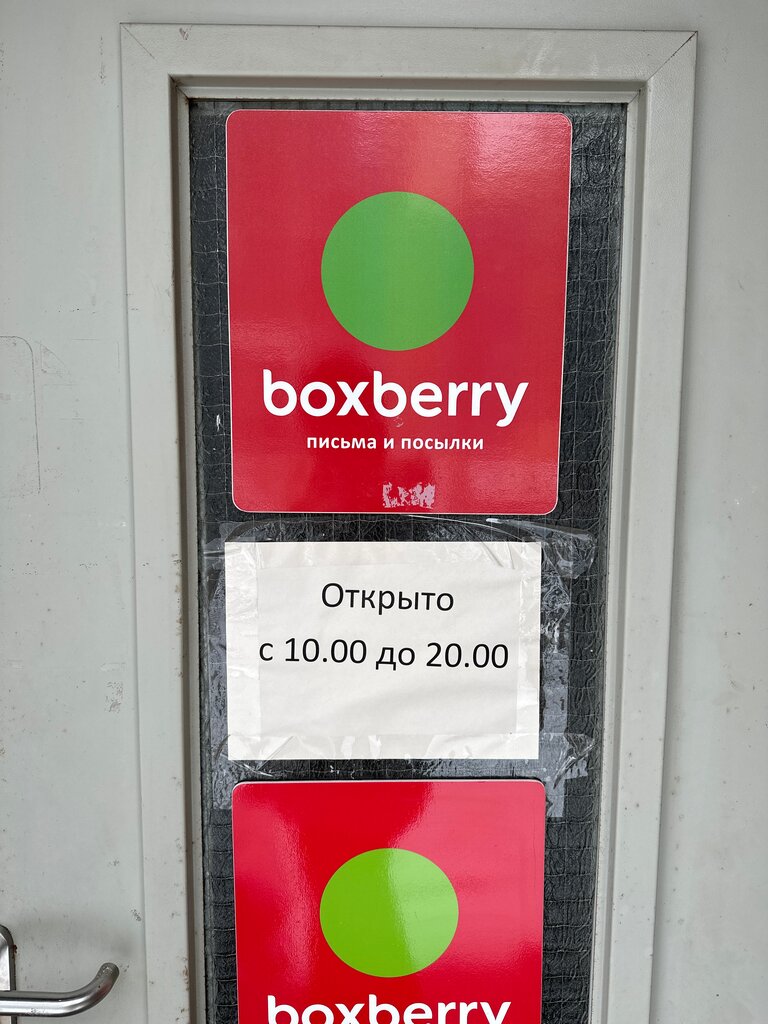 boxberry
письма и посылки
Открыто
с 10.00 до 20.00
boxberry